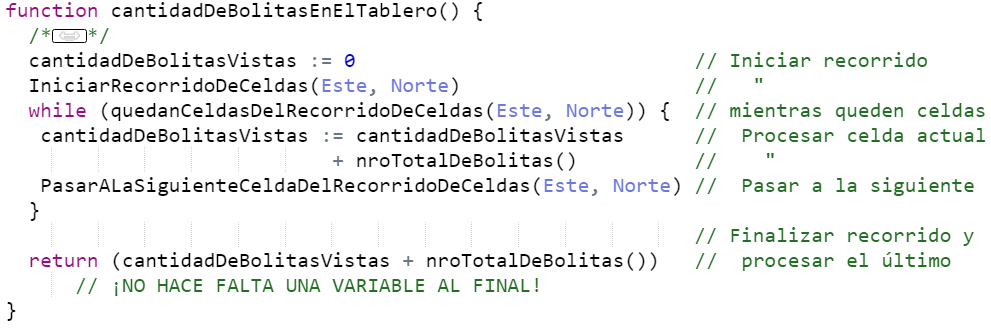 function cantidadDeBolitasEnElTablero() {
/**/
cantidadDeBolitasVistas := 0 // Iniciar recorrido
IniciarRecorridoDeCeldas(Este, Norte) // "
while (quedanCeldasDelRecorridoDeCeldas(Este, Norte)) { // mientras queden celdas
cantidadDeBolitasVistas := cantidadDeBolitasVistas // Procesar celda actual
+ nroTotalDeBolitas() // "
PasarALaSiguienteCeldaDelRecorridoDeCeldas(Este, Norte) // Pasar a la siguiente
}
// Finalizar recorrido y
return (cantidadDeBolitasVistas + nroTotalDeBolitas()) // procesar el último
// ¡NO HACE FALTA UNA VARIABLE AL FINAL!
}